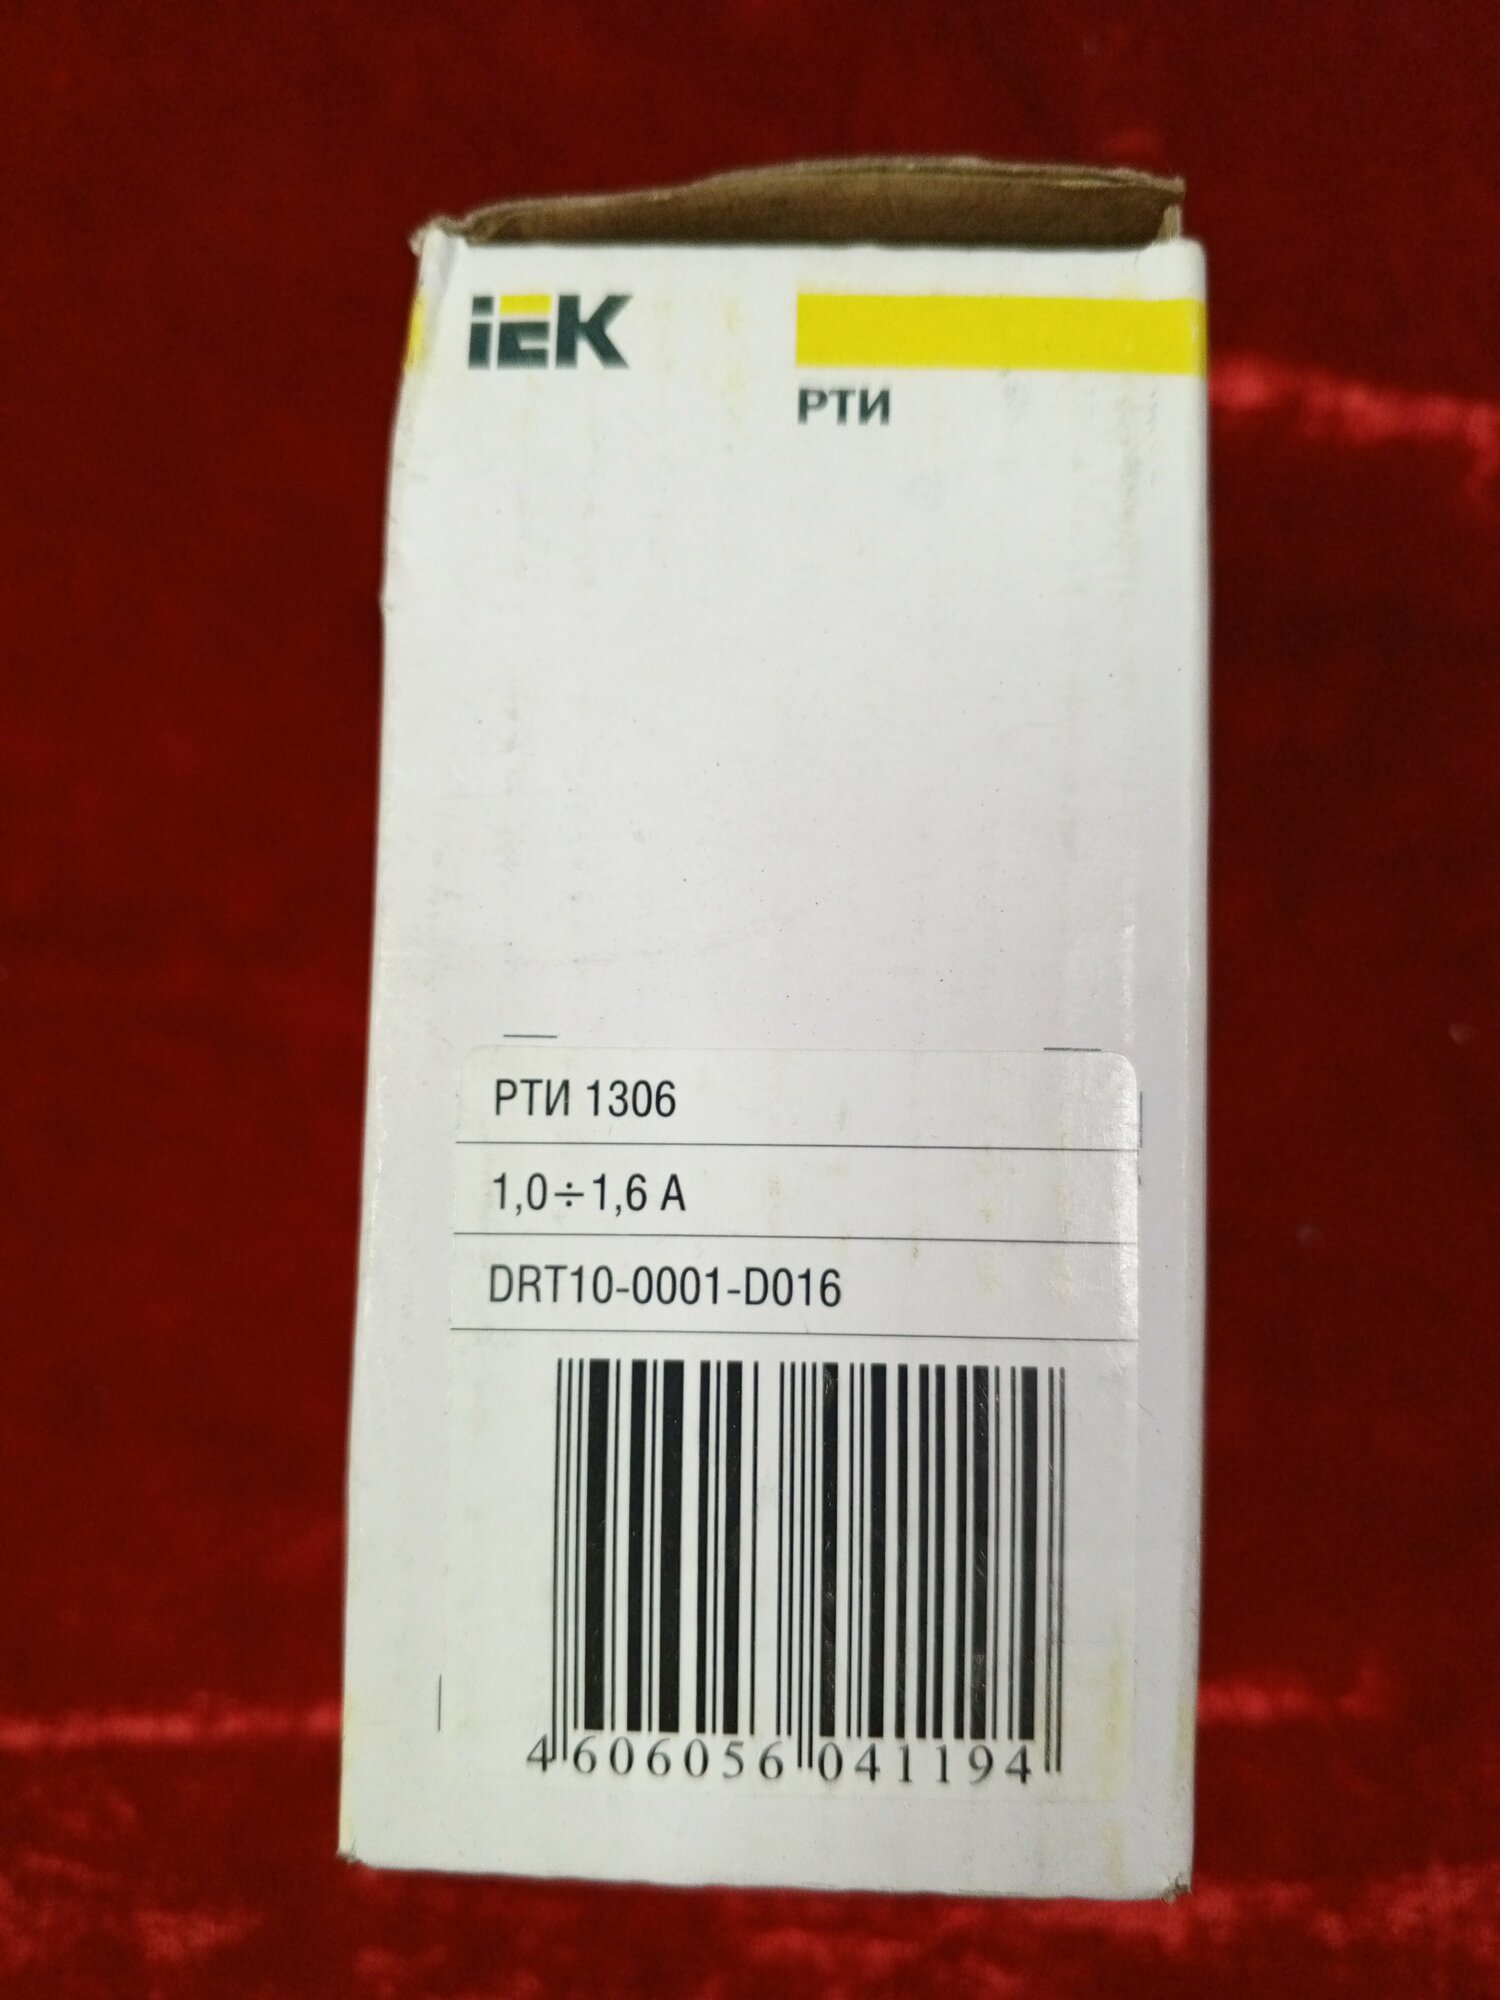 iEK
РТИ
РТИ 1306
1,0÷1,6 А
DRT10-0001-D016
4 606056 041194